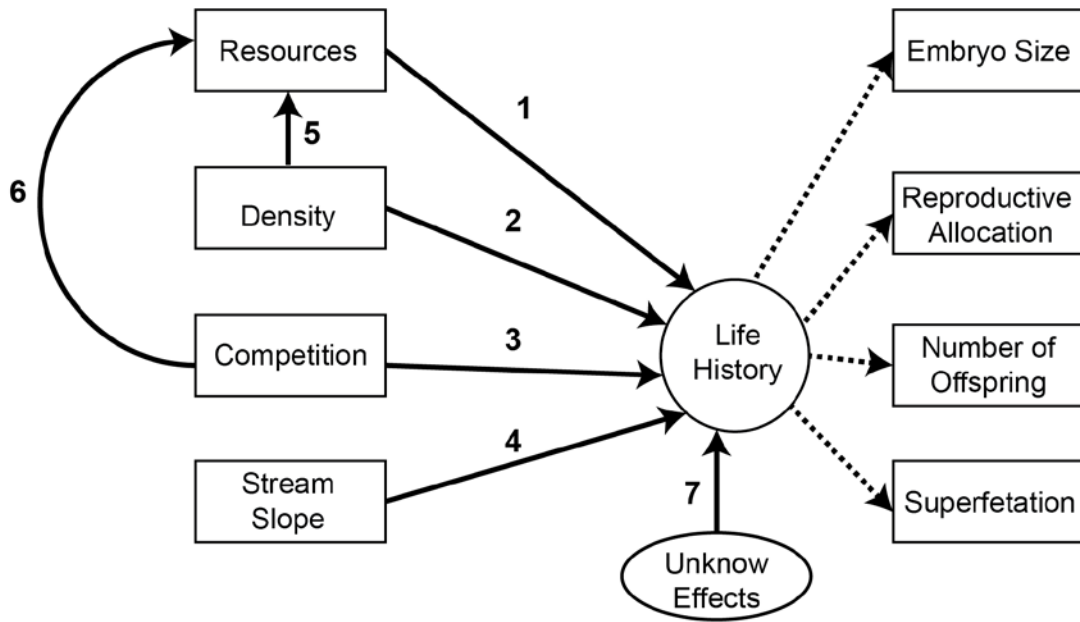 Resources
Embryo Size
1
5
6
Density
2
Reproductive
Allocation
Competition
3
Life
History
Number of
Offspring
Stream
Slope
4
7
Superfetation
Unknow
Effects